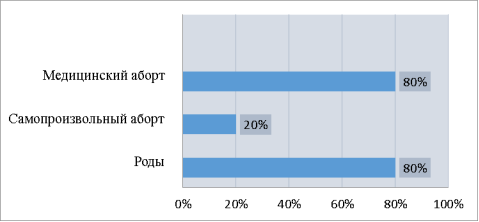 Медицинский аборт
80%
Самопроизвольный аборт
20%
Роды
80%
0% 20% 40% 60% 80% 100%